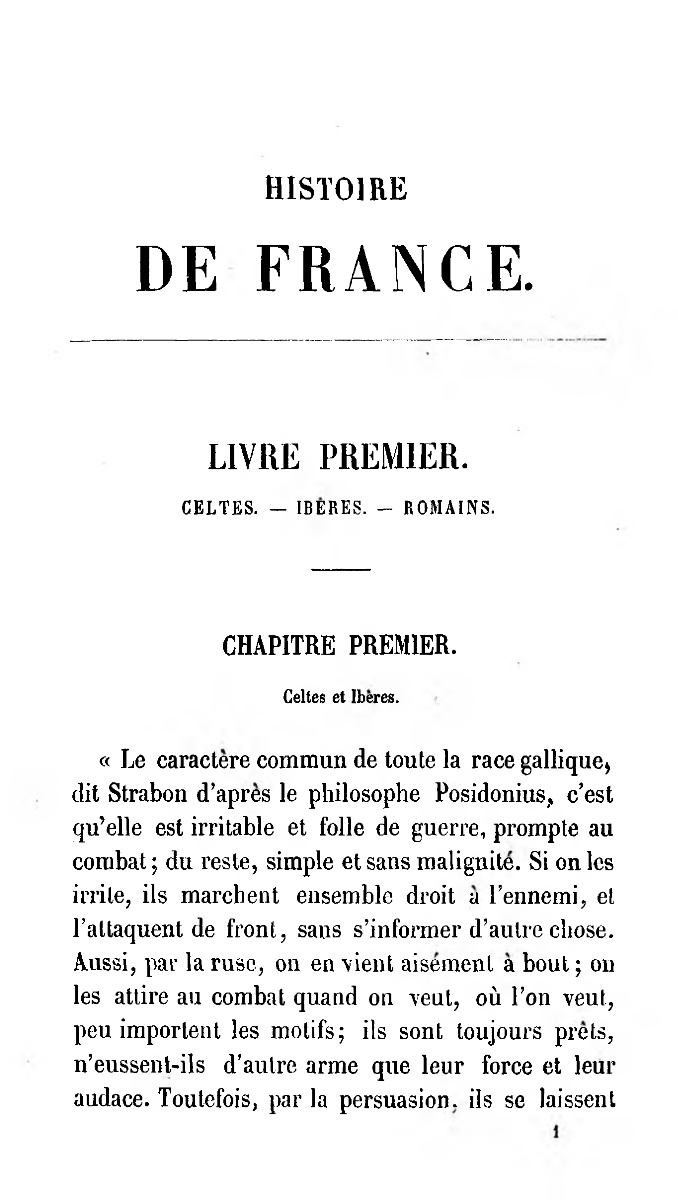 HISTOIRE
DE FRANCE.
LIVRE PREMIER.
CELTES. — IBÈRES. — ROMAINS.
CHAPITRE PREMIER.
Celtes et Ibères.
« Le caractère commun de toute la race gallique,
dit Strabon d'après le philosophe Posidonius, c'est
qu'elle est irritable et folle de guerre, prompte au
combat ; du reste, simple et sans malignité. Si on les
irrite, ils marchent ensemble droit à l'ennemi, et
l'attaquent de front, sans s'informer d'autre chose.
Aussi, par la ruse, on en vient aisément à bout ; on
les attire au combat quand on veut, où l'on veut,
peu importent les motifs ; ils sont toujours prêts,
n'eussent-ils d'autre arme que leur force et leur
audace. Toutefois, par la persuasion, ils se laissent
1